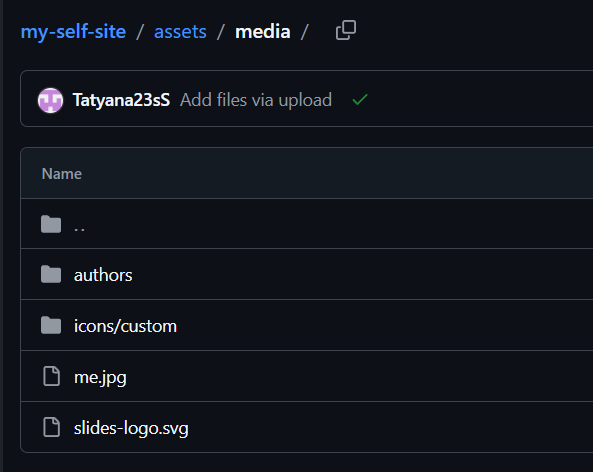 my-self-site / assets / media /
Tatyana23sS Add files via upload
Name
..
authors
icons/custom
me.jpg
slides-logo.svg